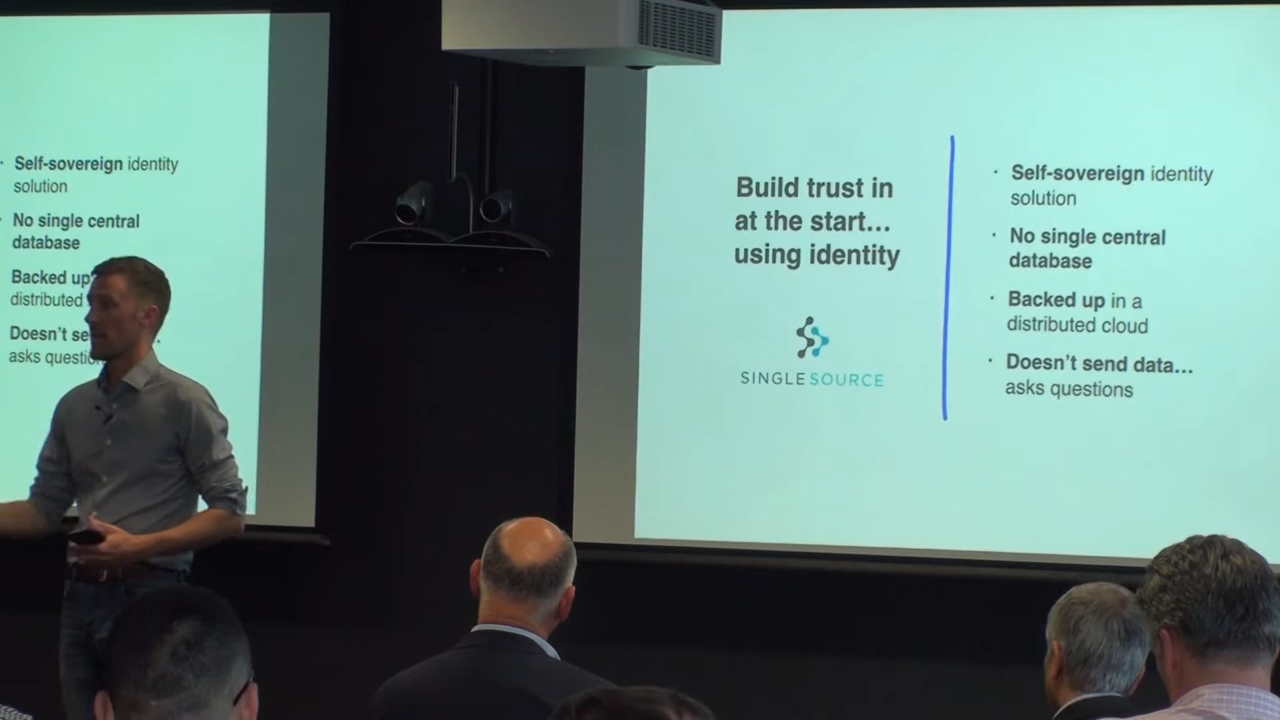 · Self-sovereign identity
solution
· No single central
database
Backed up
distributed
Doesn't se
asks questio
Build trust in
at the start...
using identity
SINGLESOURCE
· Self-sovereign identity
solution
· No single central
database
· Backed up in a
distributed cloud
· Doesn't send data...
asks questions